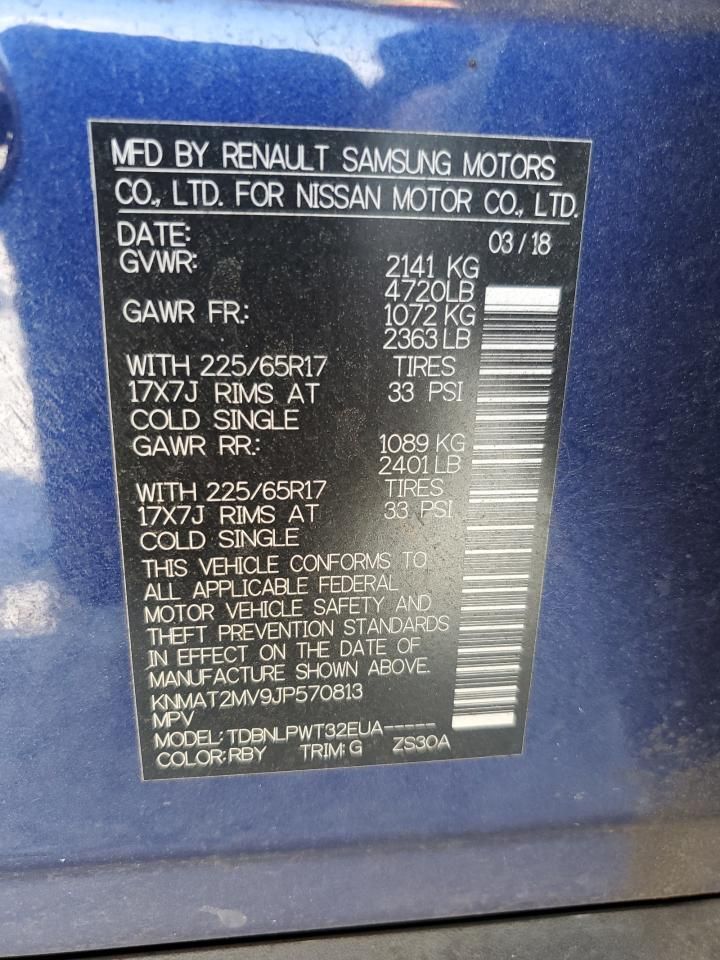 MFD BY RENAULT SAMSUNG MOTORS
CO., LTD. FOR NISSAN MOTOR CO., LTD.
DATE: 03/18
GVWR: 2141 KG
4720LB
GAWR FR.: 1072 KG
2363 LB
WITH 225/65R17 TIRES
17X7J RIMS AT 33 PSI
COLD SINGLE
GAWR RR.: 1089 KG
2401 LB
WITH 225/65R17 TIRES
17X7J RIMS AT 33 PSI
COLD SINGLE
THIS VEHICLE CONFORMS TO
ALL APPLICABLE FEDERAL
MOTOR VEHICLE SAFETY AND
THEFT PREVENTION STANDARDS
IN EFFECT ON THE DATE OF
MANUFACTURE SHOWN ABOVE.
KNMAT2MV9JP570813
MPV
MODEL: TDBNLPWT32EUA-----
COLOR:RBY TRIM:G ZS30A